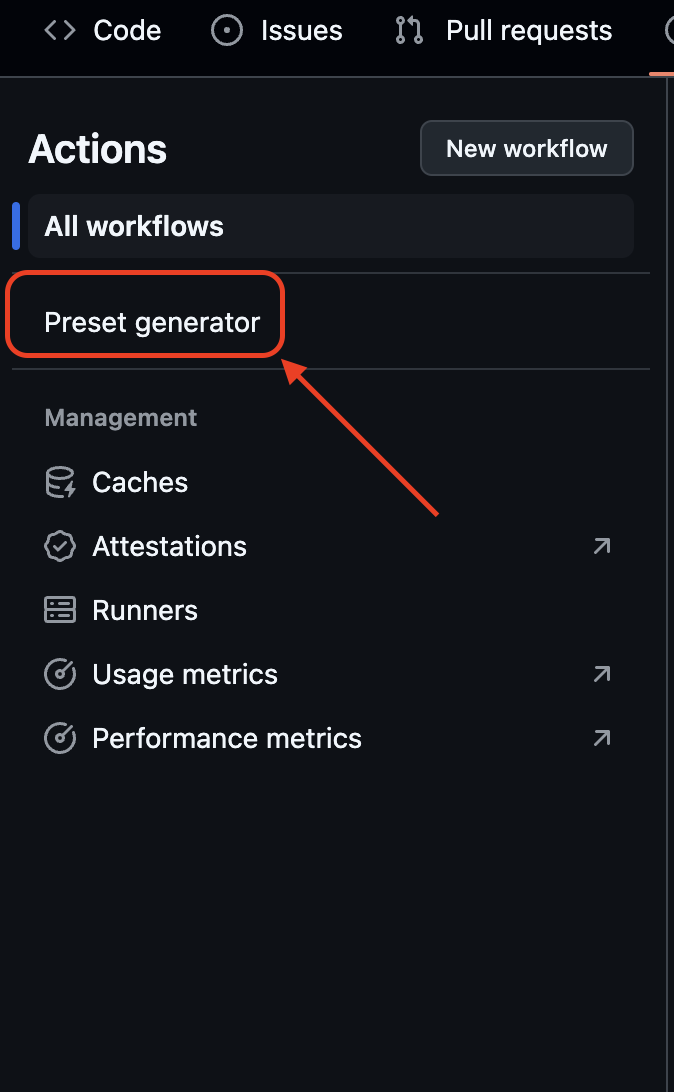 Code Issues Pull requests
Actions
New workflow
All workflows
Preset generator
Management
Caches
Attestations
Runners
Usage metrics
Performance metrics